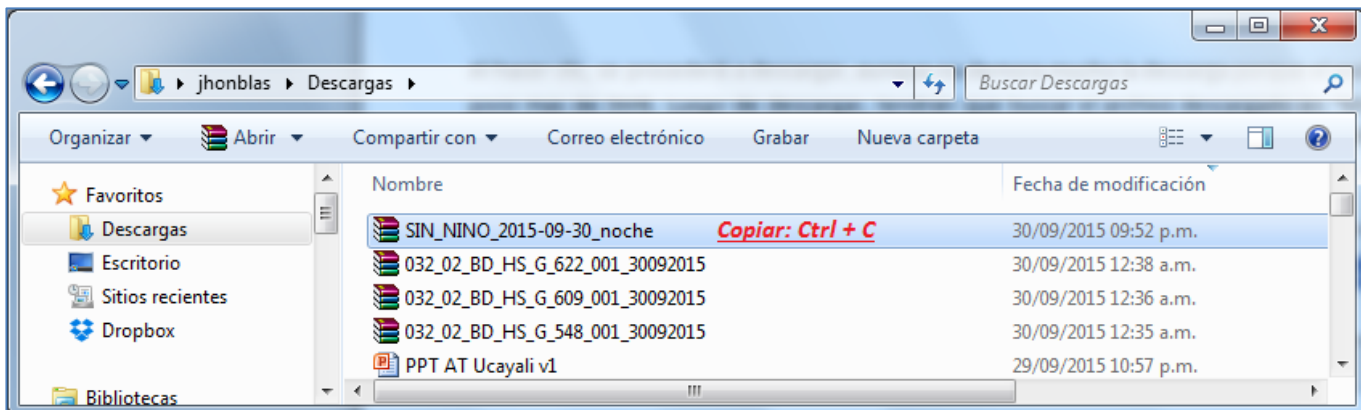 jhonblas Descargas
Buscar Descargas
Organizar Abrir Compartir con Correo electrónico Grabar Nueva carpeta
Favoritos
Descargas
Escritorio
Sitios recientes
Dropbox
Bibliotecas
Nombre Fecha de modificación
SIN_NINO_2015-09-30_noche Copiar: Ctrl + C 30/09/2015 09:52 p.m.
032_02_BD_HS_G_622_001_30092015 30/09/2015 12:38 a.m.
032_02_BD_HS_G_609_001_30092015 30/09/2015 12:36 a.m.
032_02_BD_HS_G_548_001_30092015 30/09/2015 12:35 a.m.
PPT AT Ucayali v1 29/09/2015 10:57 p.m.